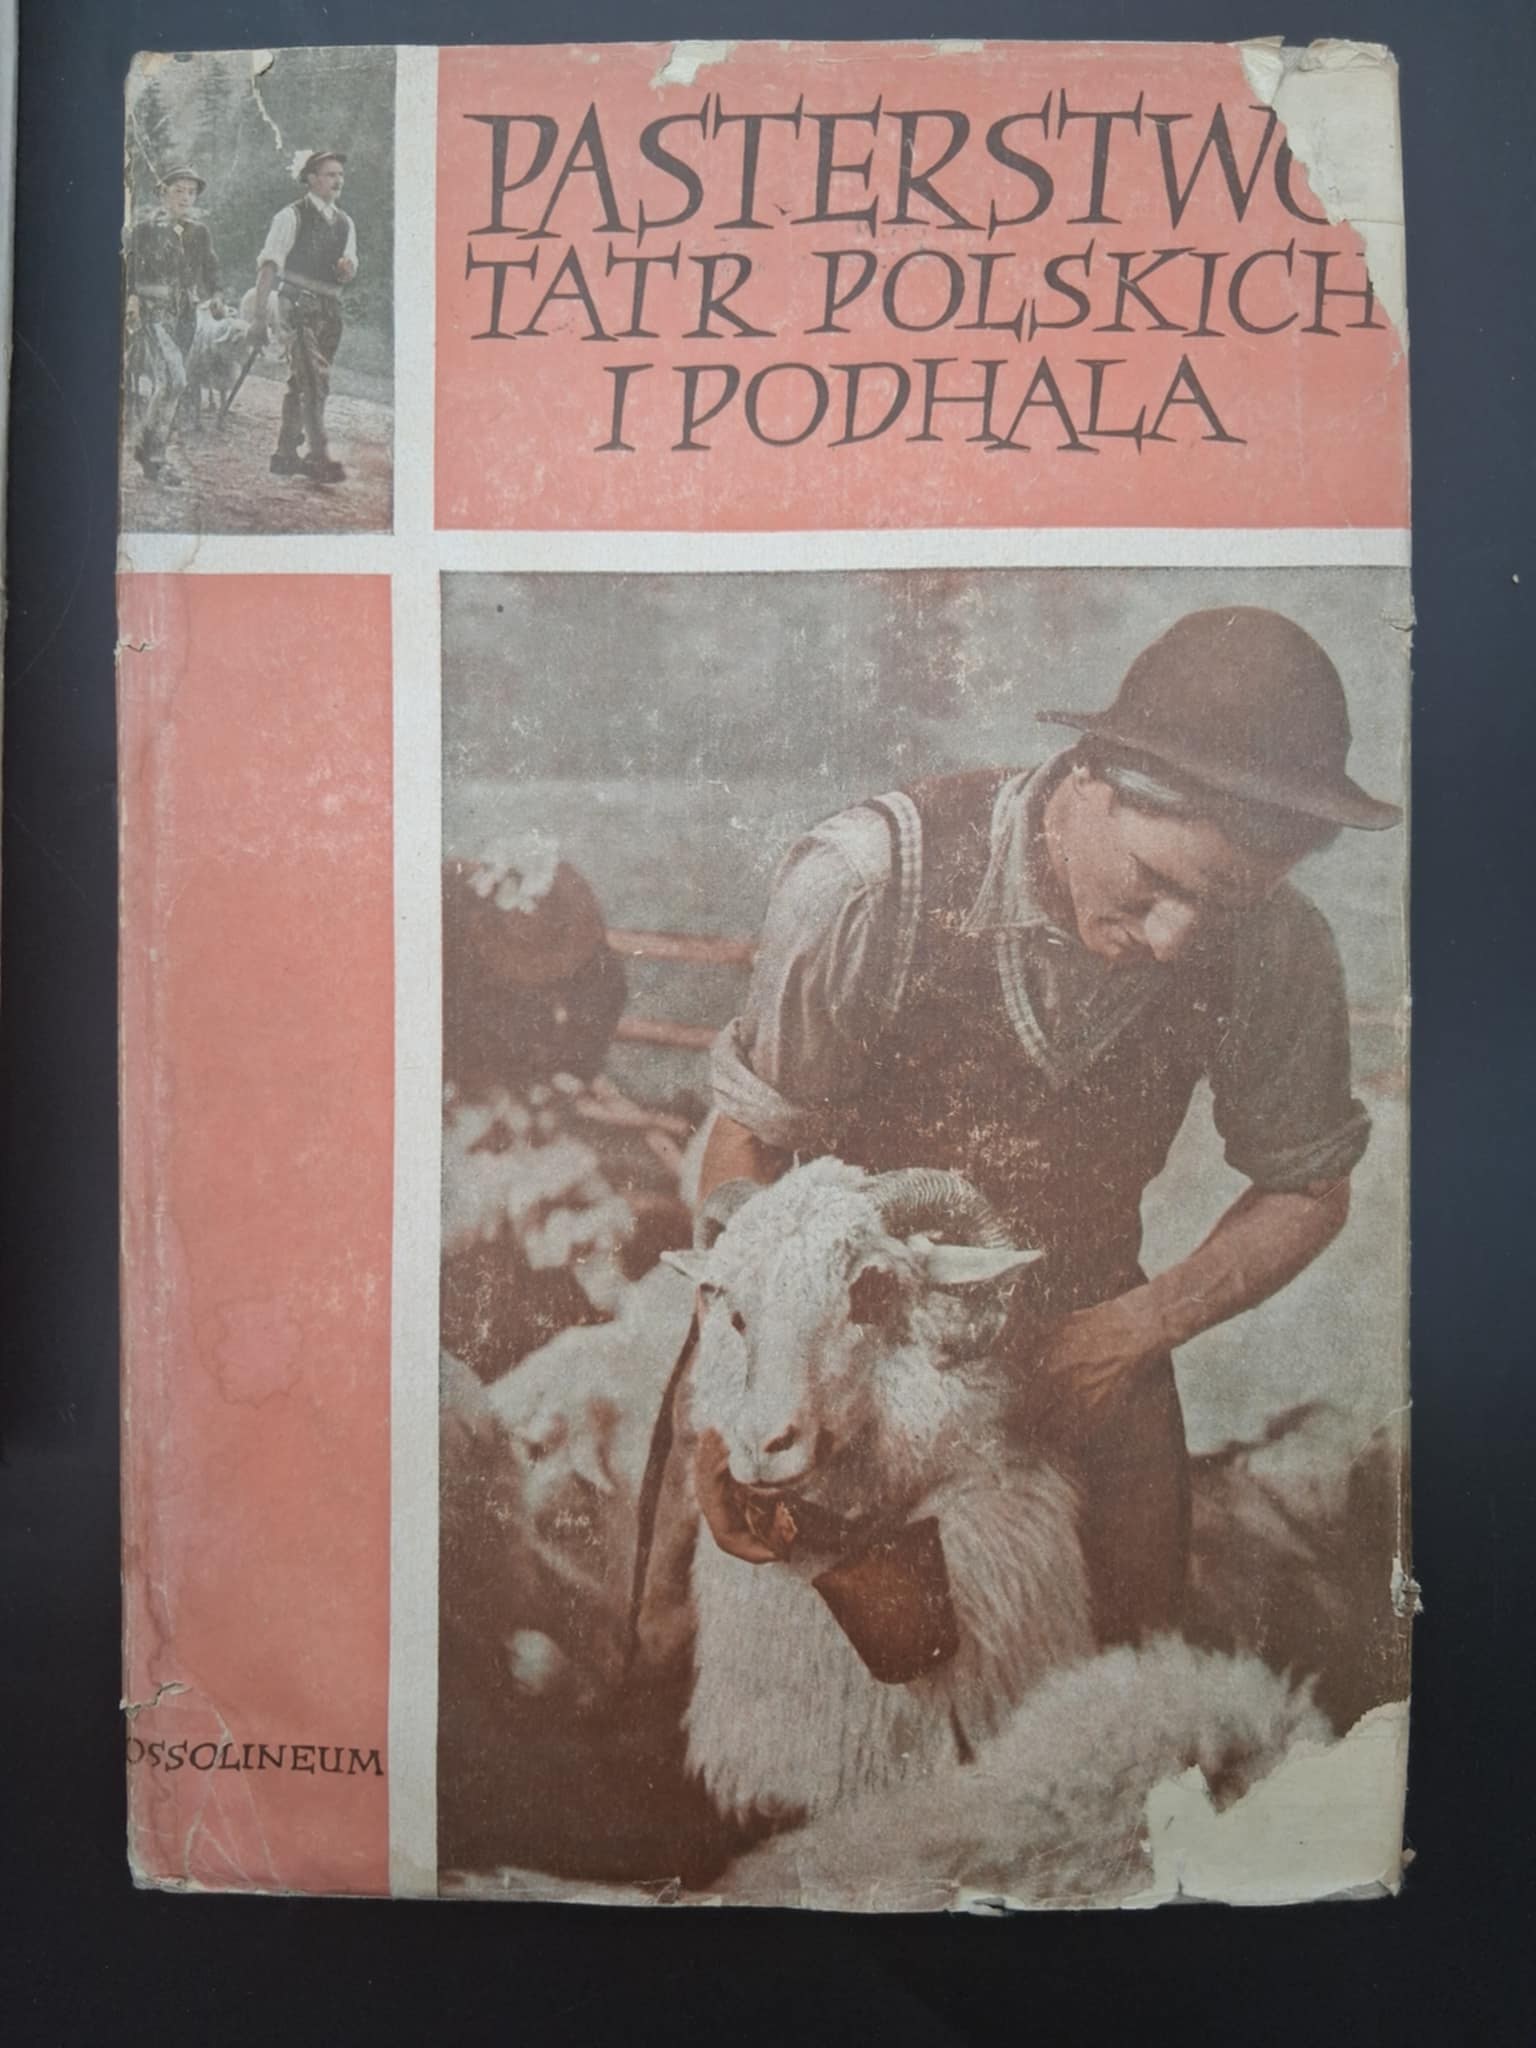 PASTERSTWO
TATR POLSKICH
I PODHALA
OSSOLINEUM